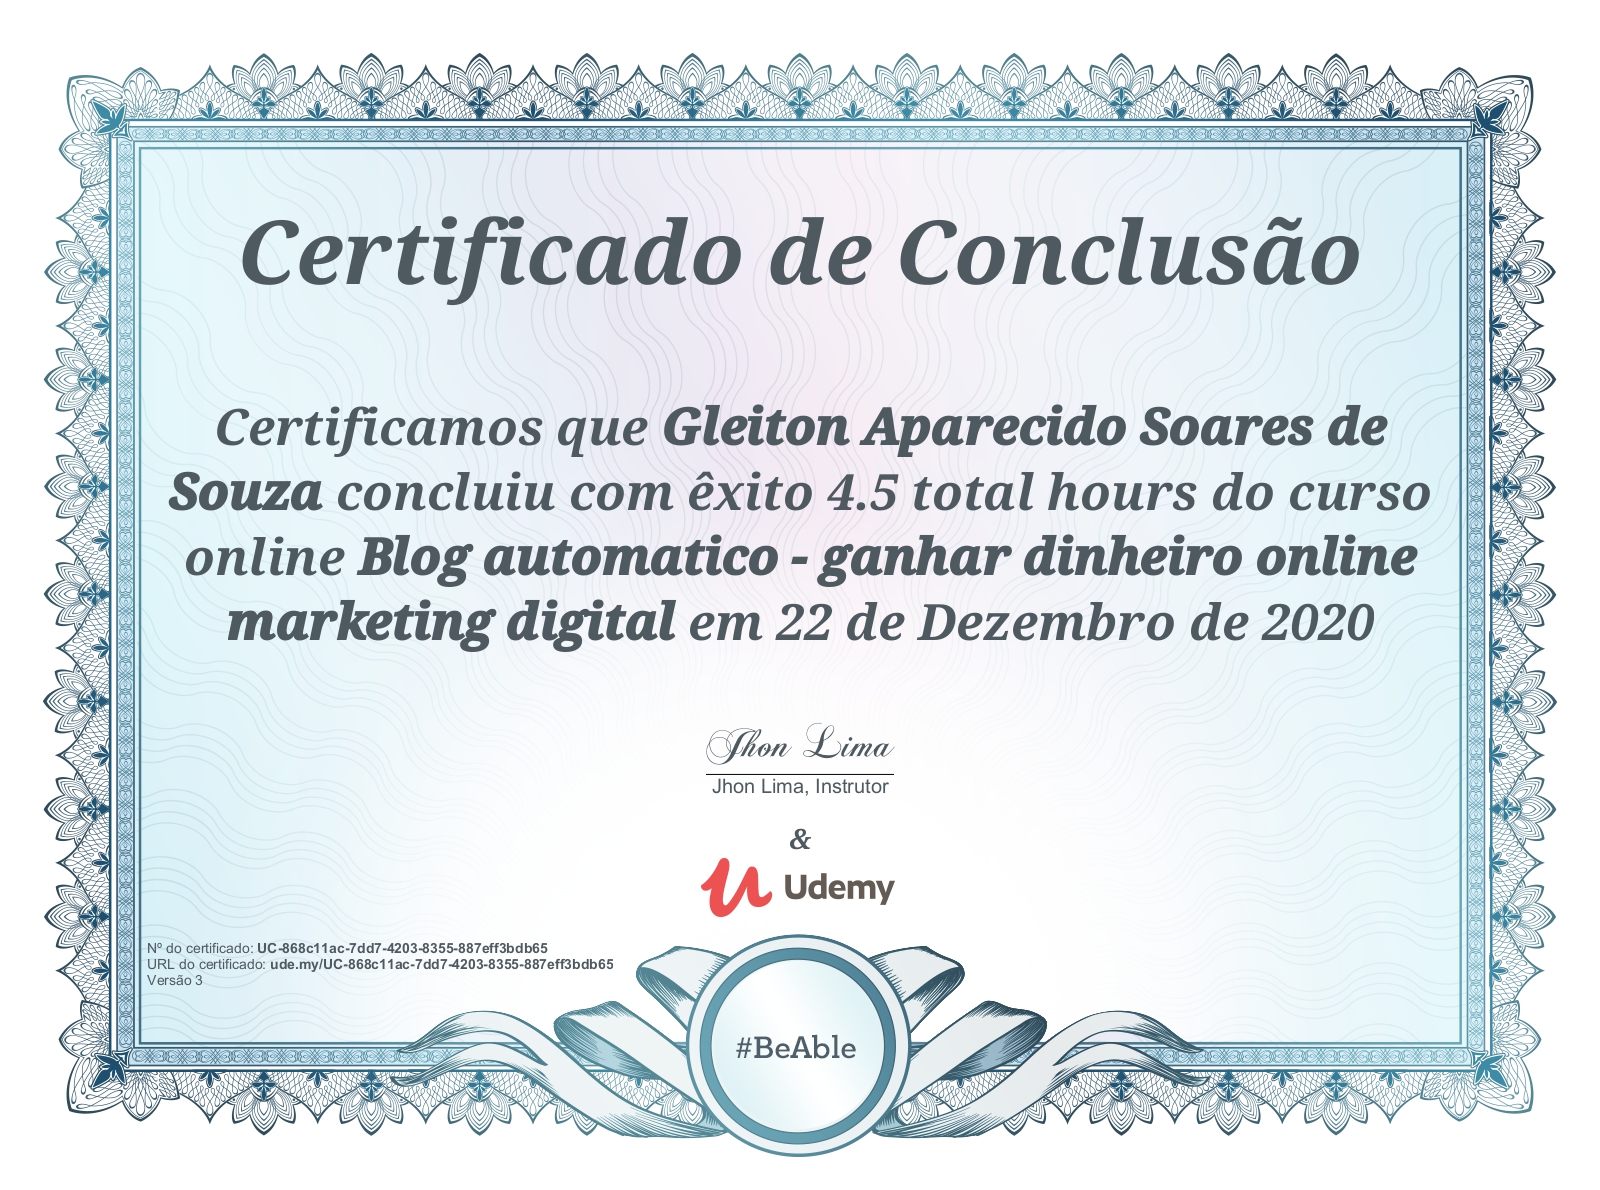 Certificado de Conclusão
Certificamos que Gleiton Aparecido Soares de
Souza concluiu com êxito 4.5 total hours do curso
online Blog automatico - ganhar dinheiro online
marketing digital em 22 de Dezembro de 2020
Jhon Lima
Jhon Lima, Instrutor
&
Udemy
Nº do certificado: UC-868c11ac-7dd7-4203-8355-887eff3bdb65
URL do certificado: ude.my/UC-868c11ac-7dd7-4203-8355-887eff3bdb65
Versão 3
#BeAble